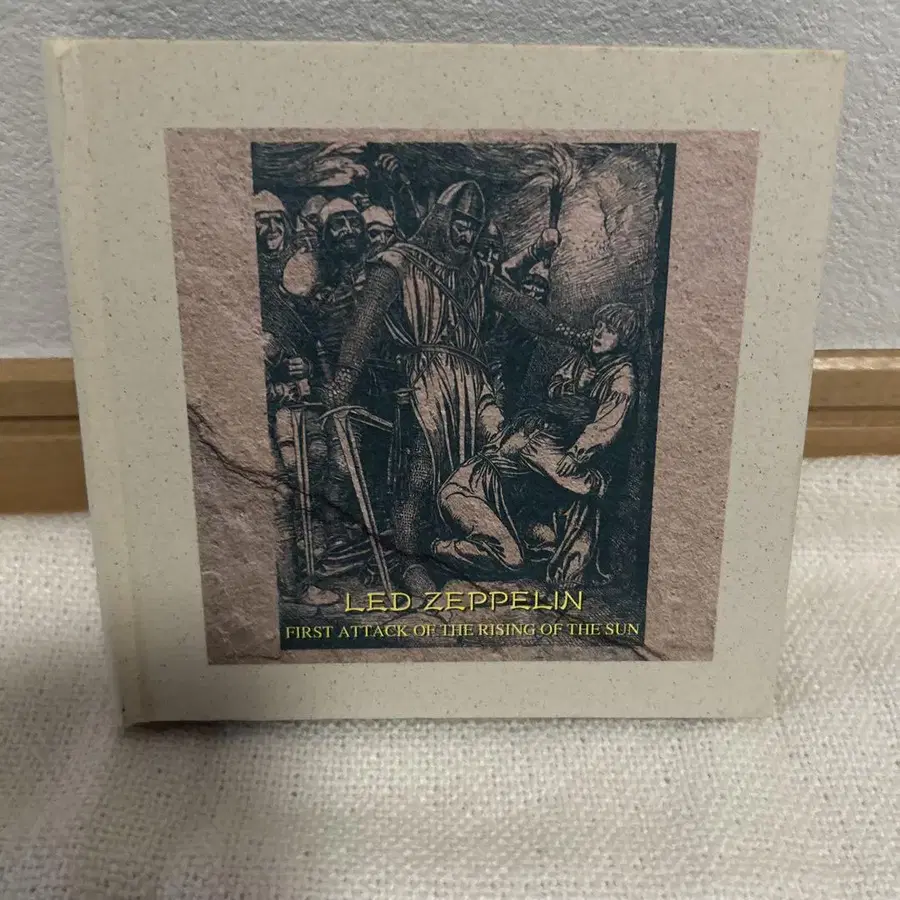 LED ZEPPELIN
FIRST ATTACK OF THE RISING OF THE SUN